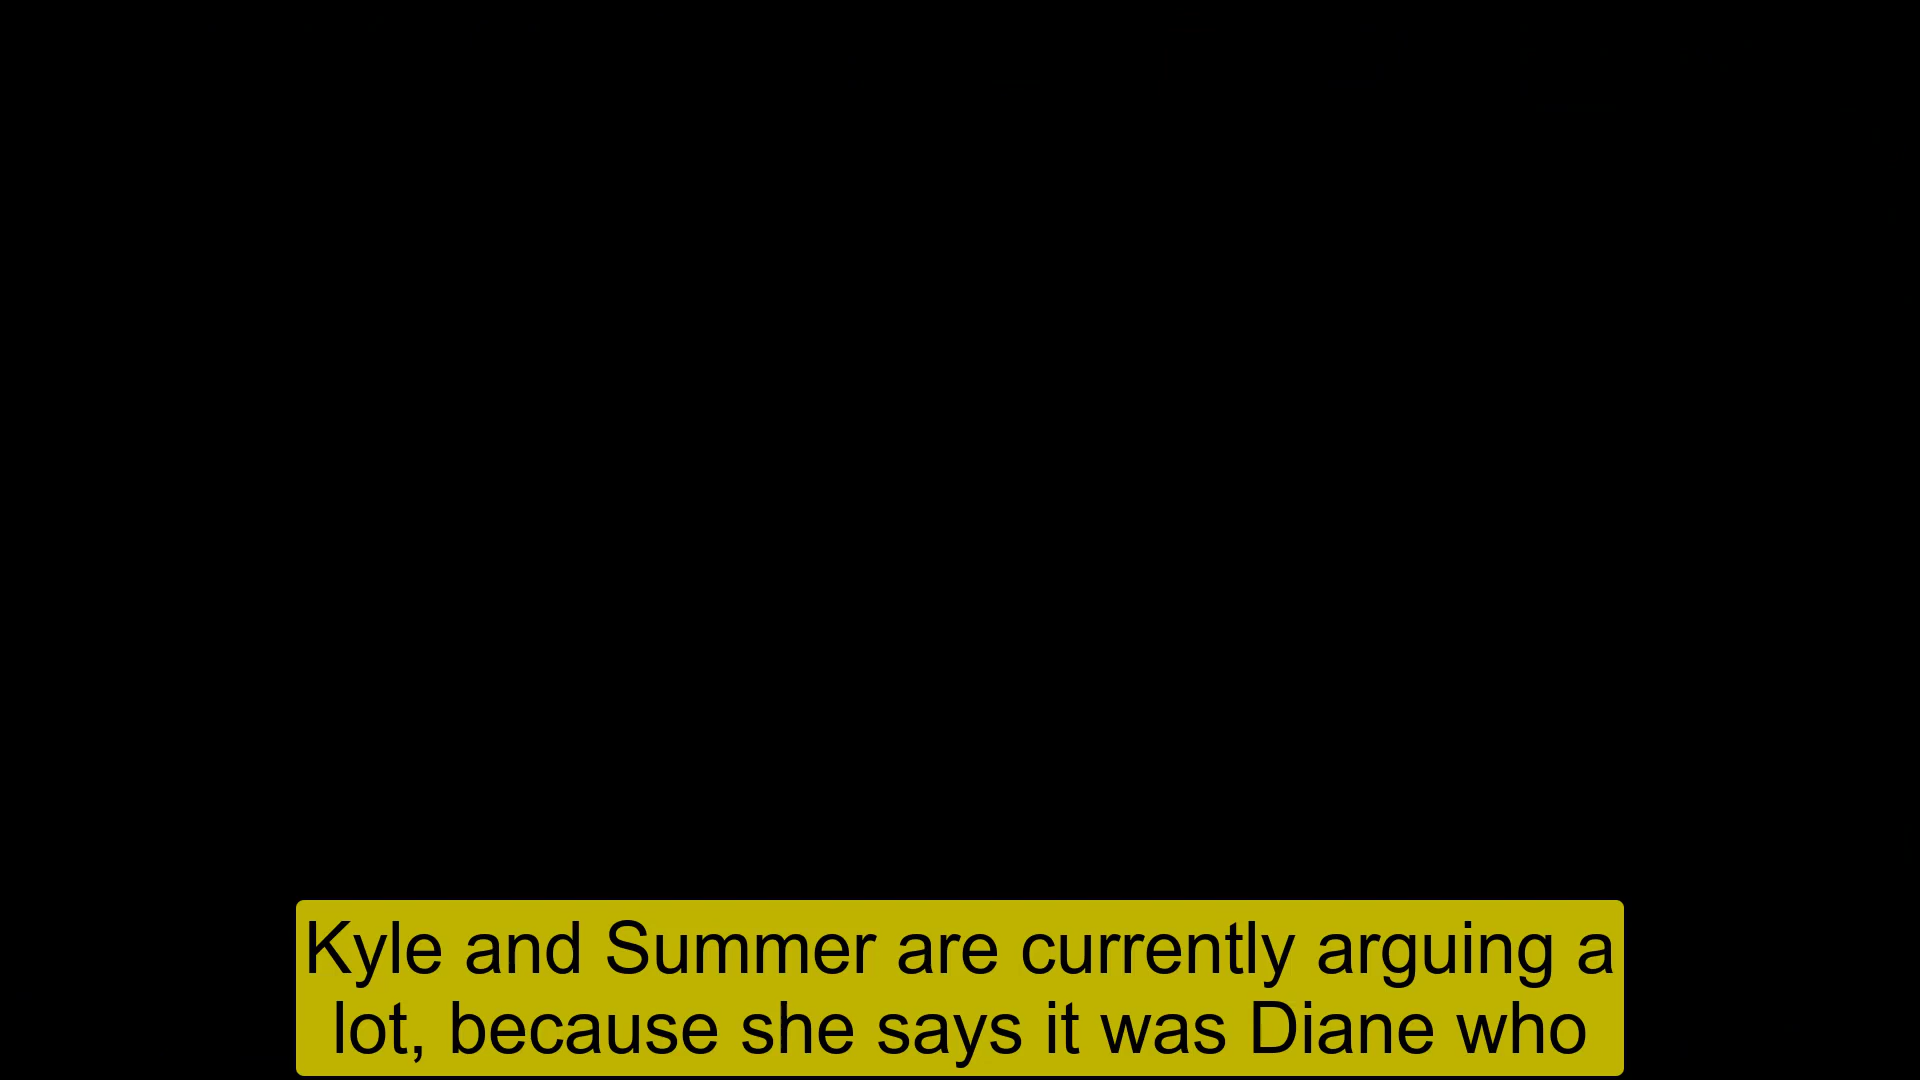 Kyle and Summer are currently arguing a
lot, because she says it was Diane who